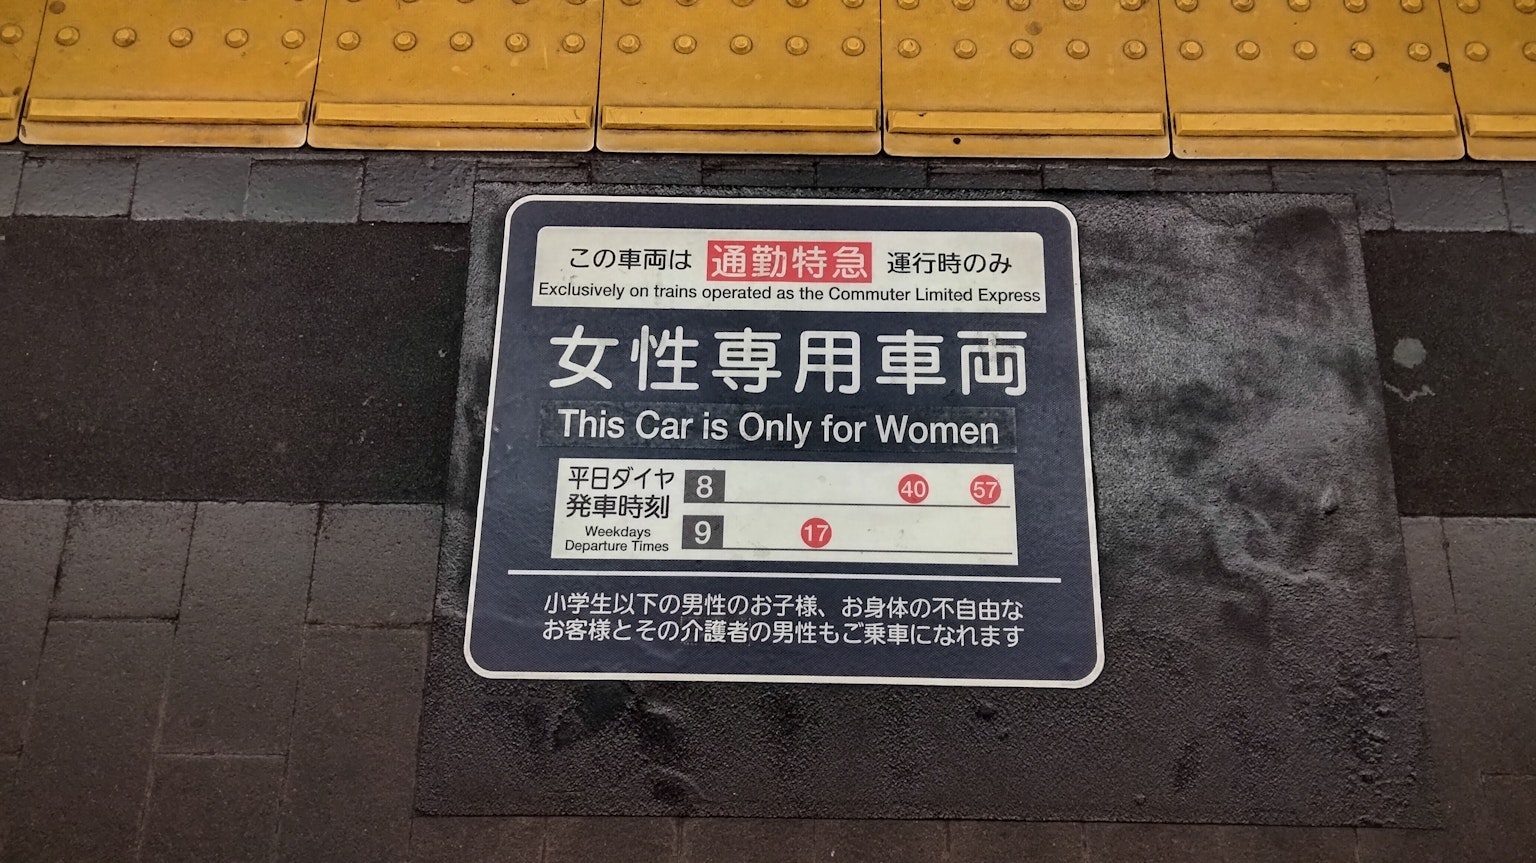 この車両は 通勤特急 運行時のみ
Exclusively on trains operated as the Commuter Limited Express
女性専用車両
This Car is Only for Women
平日ダイヤ
発車時刻
Weekdays
Departure Times
8 40 57
9 17
小学生以下の男性のお子様、お身体の不自由な
お客様とその介護者の男性もご乗車になれます